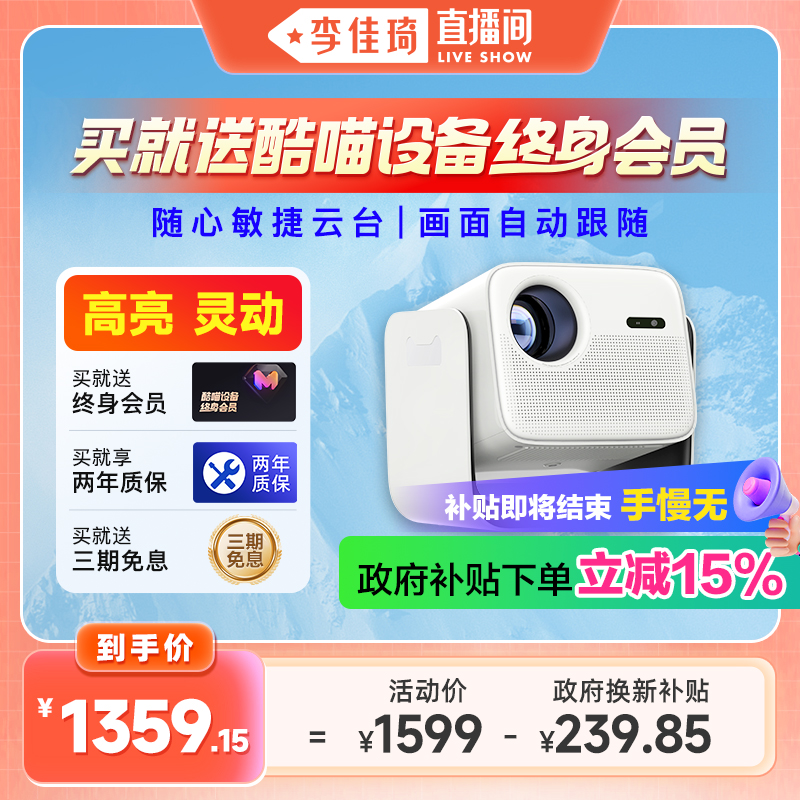 李佳琦 直播间
LIVE SHOW
买就送酷喵设备终身会员
随心敏捷云台|画面自动跟随
高亮 灵动
买就送
终身会员
M
酷喵设备
终身会员
买就享
两年质保
两年
质保
买就送
三期免息
三期
免息
补贴即将结束 手慢无
政府补贴下单立减15%
到手价
¥1359.15
=
活动价
¥1599
-
政府换新补贴
¥239.85